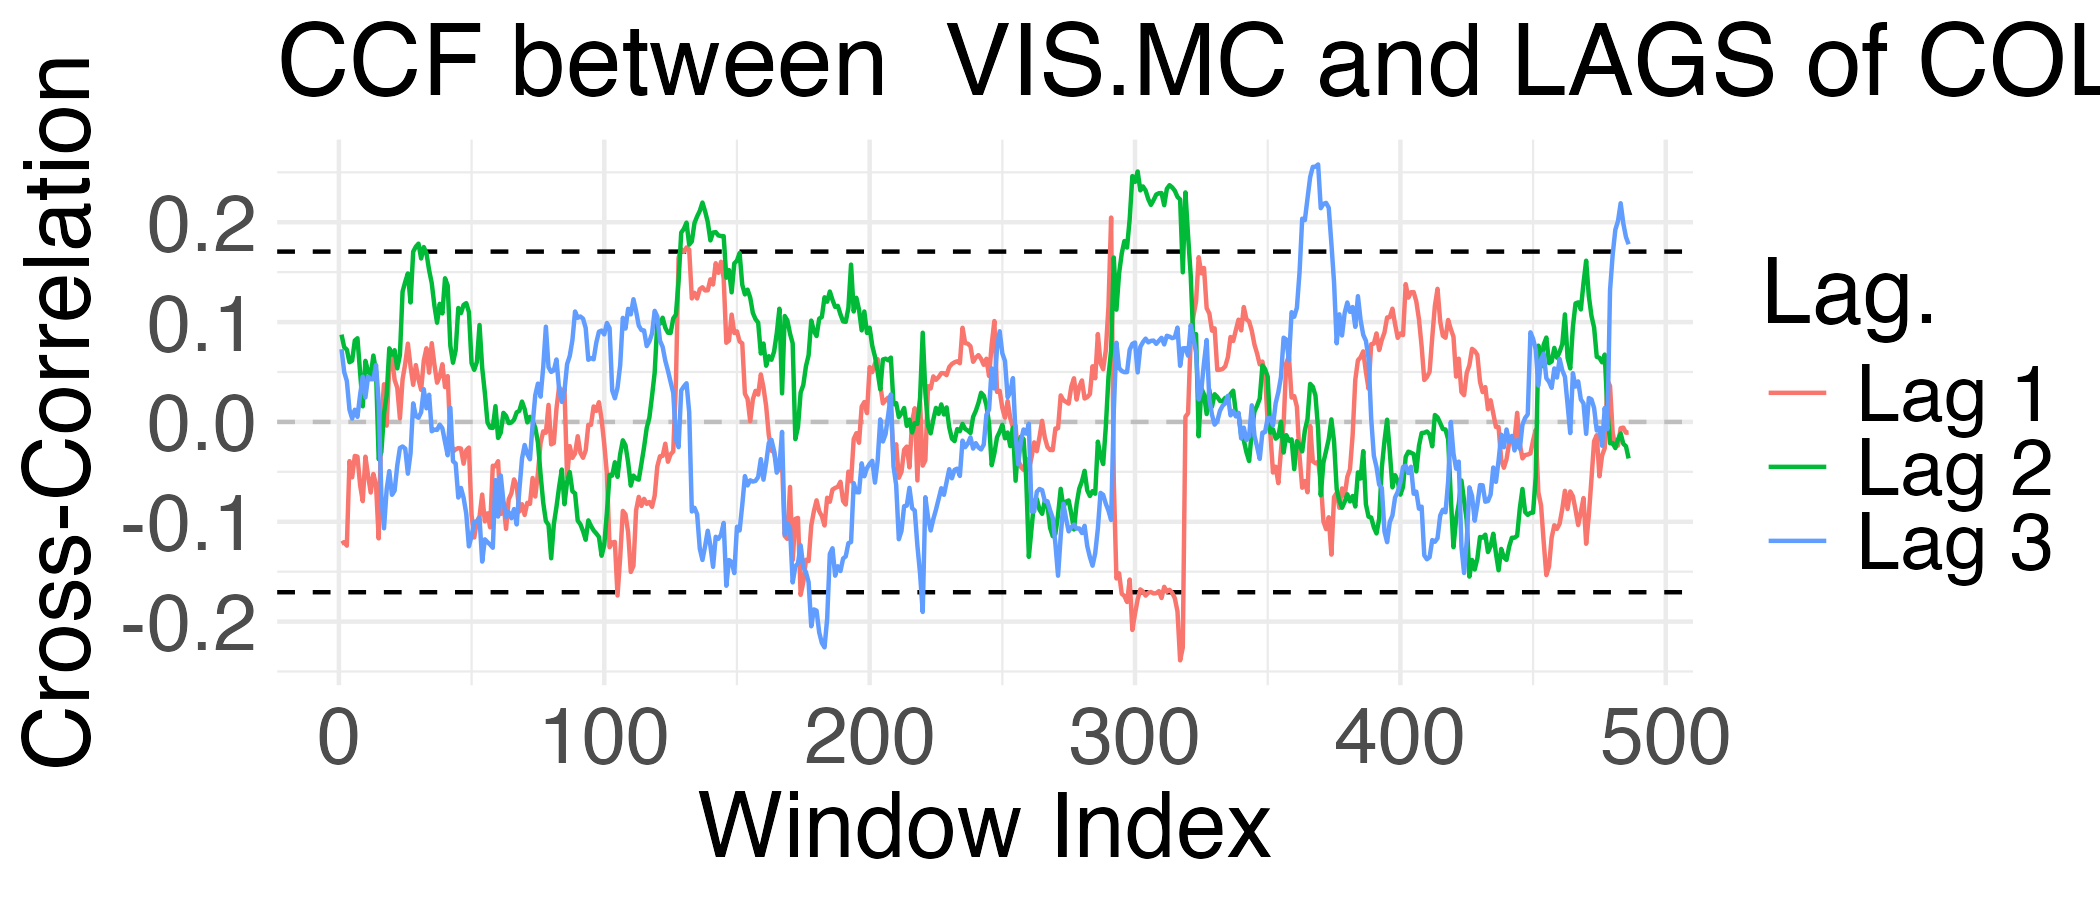 CCF between VIS.MC and LAGS of COL
Cross-Correlation
0.2
0.1
0.0
-0.1
-0.2
0 100 200 300 400 500
Window Index
Lag.
Lag 1
Lag 2
Lag 3